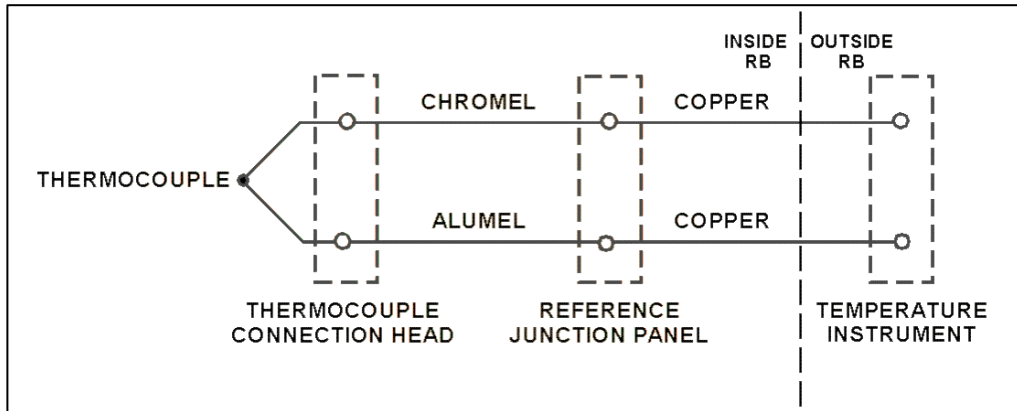 INSIDE
RB
OUTSIDE
RB
CHROMEL
COPPER
THERMOCOUPLE
ALUMEL
COPPER
THERMOCOUPLE
CONNECTION HEAD
REFERENCE
JUNCTION PANEL
TEMPERATURE
INSTRUMENT